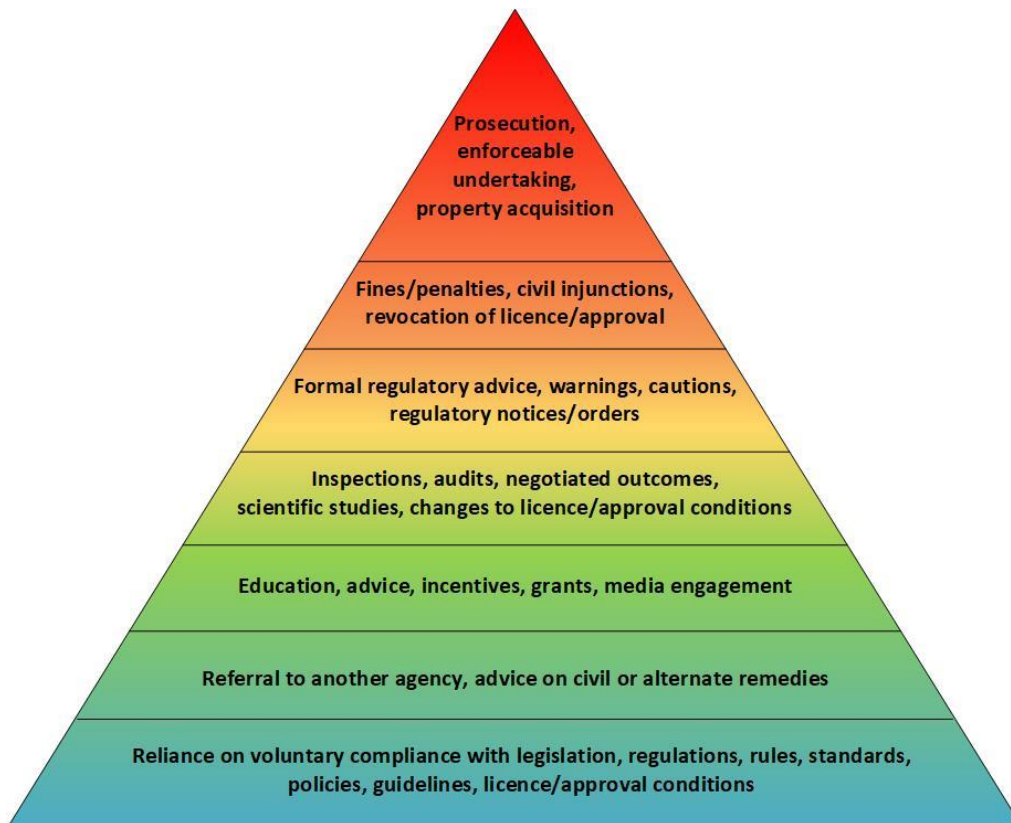 Prosecution,
enforceable
undertaking,
property acquisition
Fines/penalties, civil injunctions,
revocation of licence/approval
Formal regulatory advice, warnings, cautions,
regulatory notices/orders
Inspections, audits, negotiated outcomes,
scientific studies, changes to licence/approval conditions
Education, advice, incentives, grants, media engagement
Referral to another agency, advice on civil or alternate remedies
Reliance on voluntary compliance with legislation, regulations, rules, standards,
policies, guidelines, licence/approval conditions